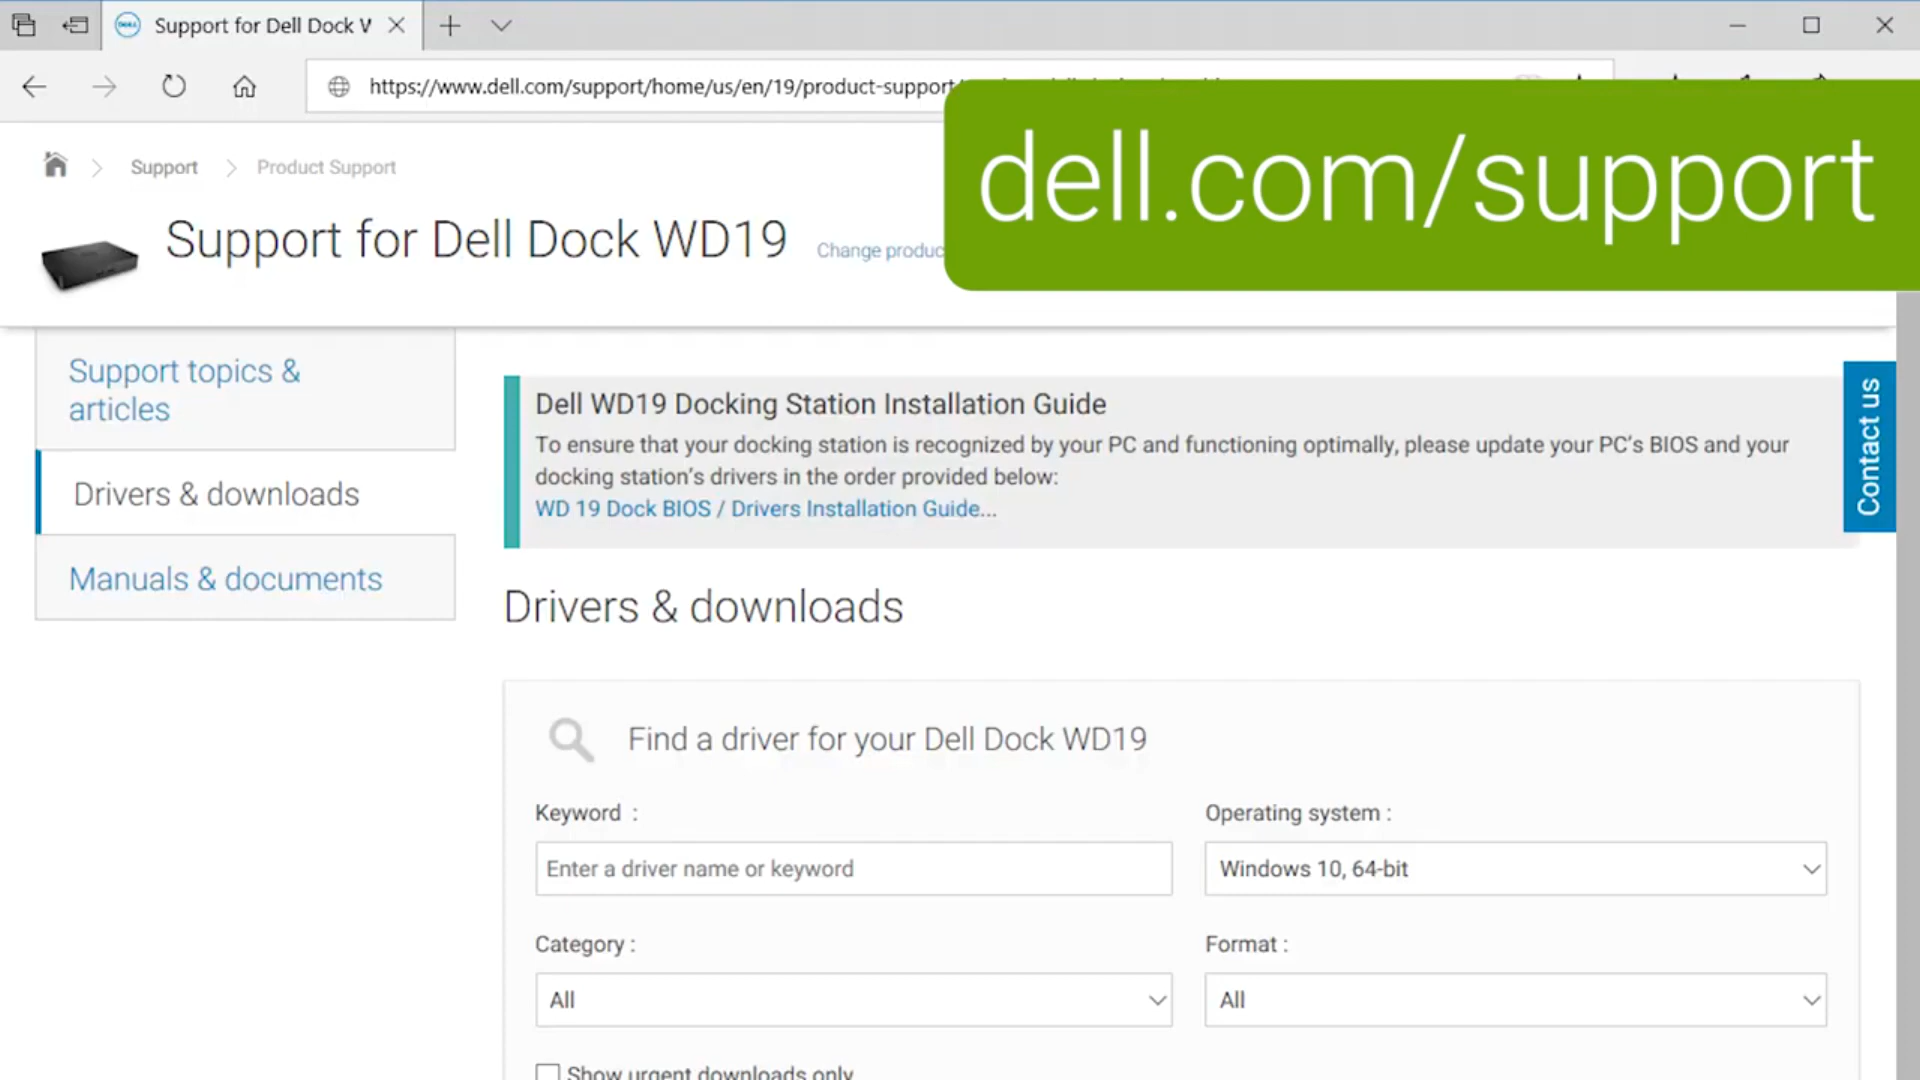 Support for Dell Dock V
https://www.dell.com/support/home/us/en/19/product-support
dell.com/support
Support
Product Support
Support for Dell Dock WD19
Change produc
Support topics &
articles
Drivers & downloads
Manuals & documents
Dell WD19 Docking Station Installation Guide
To ensure that your docking station is recognized by your PC and functioning optimally, please update your PC's BIOS and your
docking station's drivers in the order provided below:
WD 19 Dock BIOS / Drivers Installation Guide...
Contact us
Drivers & downloads
Find a driver for your Dell Dock WD19
Keyword :
Operating system :
Enter a driver name or keyword
Windows 10, 64-bit
Category :
Format :
All
All
Show urgent downloads only